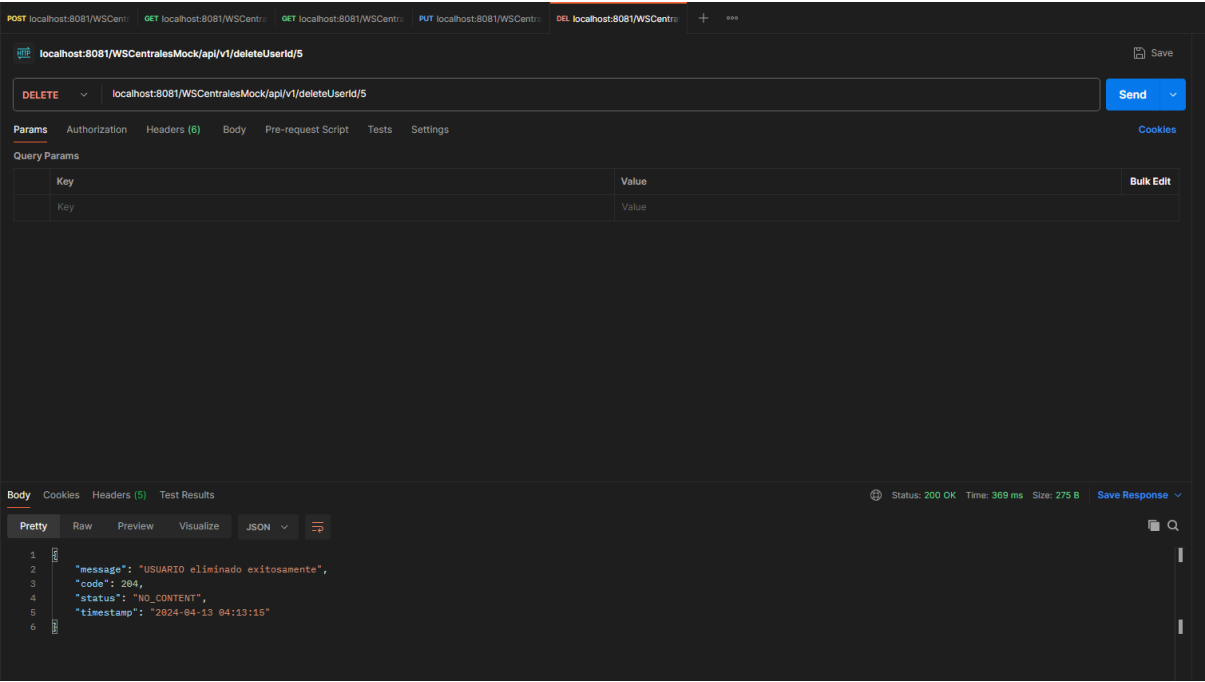 POST localhost:8081/WSCentr GET localhost:8081/WSCentra GET localhost:8081/WSCentra PUT localhost:8081/WSCentra DEL localhost:8081/WSCentra
HTTP localhost:8081/WSCentralesMock/api/v1/deleteUserId/5 Save
DELETE localhost:8081/WSCentralesMock/api/v1/deleteUserId/5 Send
Params Authorization Headers (6) Body Pre-request Script Tests Settings Cookies
Query Params
Key Value Bulk Edit
Key Value
Body Cookies Headers (5) Test Results Status: 200 OK Time: 369 ms Size: 275 B Save Response
Pretty Raw Preview Visualize JSON
1 {
2 "message": "USUARIO eliminado exitosamente",
3 "code": 204,
4 "status": "NO_CONTENT",
5 "timestamp": "2024-04-13 04:13:15"
6 }